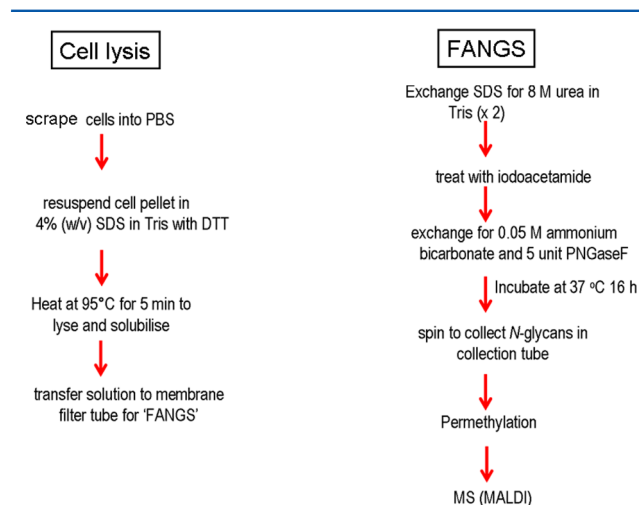 Cell lysis
scrape cells into PBS
resuspend cell pellet in
4% (w/v) SDS in Tris with DTT
Heat at 95°C for 5 min to
lyse and solubilise
transfer solution to membrane
filter tube for ‘FANGS’
FANGS
Exchange SDS for 8 M urea in
Tris (x 2)
treat with iodoacetamide
exchange for 0.05 M ammonium
bicarbonate and 5 unit PNGaseF
Incubate at 37 ºC 16 h
spin to collect N-glycans in
collection tube
Permethylation
MS (MALDI)